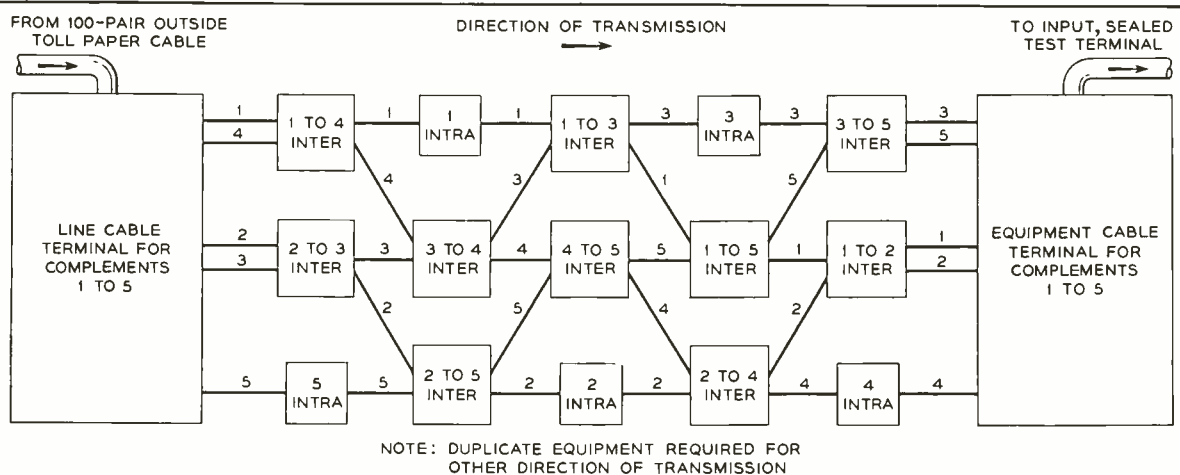 FROM 100-PAIR OUTSIDE
TOLL PAPER CABLE
DIRECTION OF TRANSMISSION
TO INPUT, SEALED
TEST TERMINAL
LINE CABLE
TERMINAL FOR
COMPLEMENTS
1 TO 5
1
4
1 TO 4
INTER
1
1
INTRA
1
1 TO 3
INTER
3
3
INTRA
3
3 TO 5
INTER
3
5
4
3
1
5
2
3
2 TO 3
INTER
3
3 TO 4
INTER
4
4 TO 5
INTER
5
1 TO 5
INTER
1
1 TO 2
INTER
1
2
2
5
4
2
5
5
INTRA
5
2 TO 5
INTER
2
2
INTRA
2
2 TO 4
INTER
4
4
INTRA
4
EQUIPMENT CABLE
TERMINAL FOR
COMPLEMENTS
1 TO 5
NOTE: DUPLICATE EQUIPMENT REQUIRED FOR
OTHER DIRECTION OF TRANSMISSION